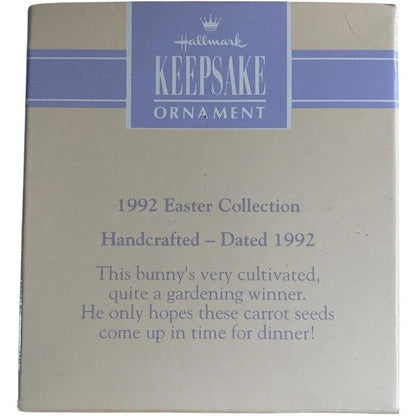 Hallmark
KEEPSAKE
ORNAMENT
1992 Easter Collection
Handcrafted – Dated 1992
This bunny's very cultivated,
quite a gardening winner.
He only hopes these carrot seeds
come up in time for dinner!